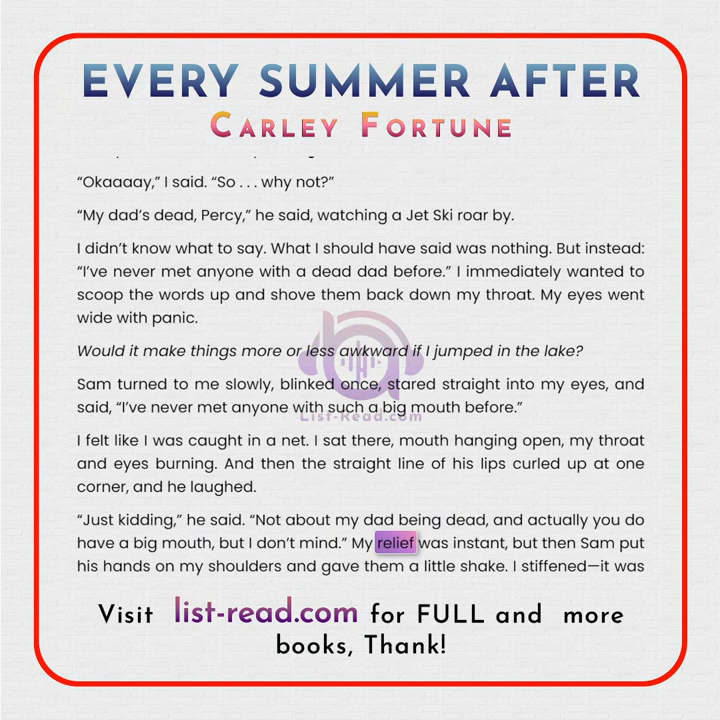 EVERY SUMMER AFTER
CARLEY FORTUNE
“Okaaaay,” I said. “So . . . why not?”
“My dad’s dead, Percy,” he said, watching a Jet Ski roar by.
I didn’t know what to say. What I should have said was nothing. But instead:
“I’ve never met anyone with a dead dad before.” I immediately wanted to
scoop the words up and shove them back down my throat. My eyes went
wide with panic.
Would it make things more or less awkward if I jumped in the lake?
Sam turned to me slowly, blinked once, stared straight into my eyes, and
said, “I’ve never met anyone with such a big mouth before.”
List-Read.com
I felt like I was caught in a net. I sat there, mouth hanging open, my throat
and eyes burning. And then the straight line of his lips curled up at one
corner, and he laughed.
“Just kidding,” he said. “Not about my dad being dead, and actually you do
have a big mouth, but I don’t mind.” My relief was instant, but then Sam put
his hands on my shoulders and gave them a little shake. I stiffened—it was
Visit list-read.com for FULL and more
books, Thank!